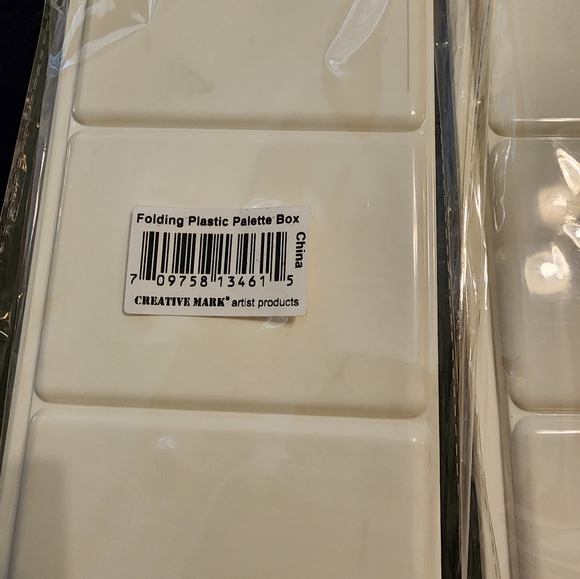 Folding Plastic Palette Box
China
7 09758 13461 5
CREATIVE MARK® artist products